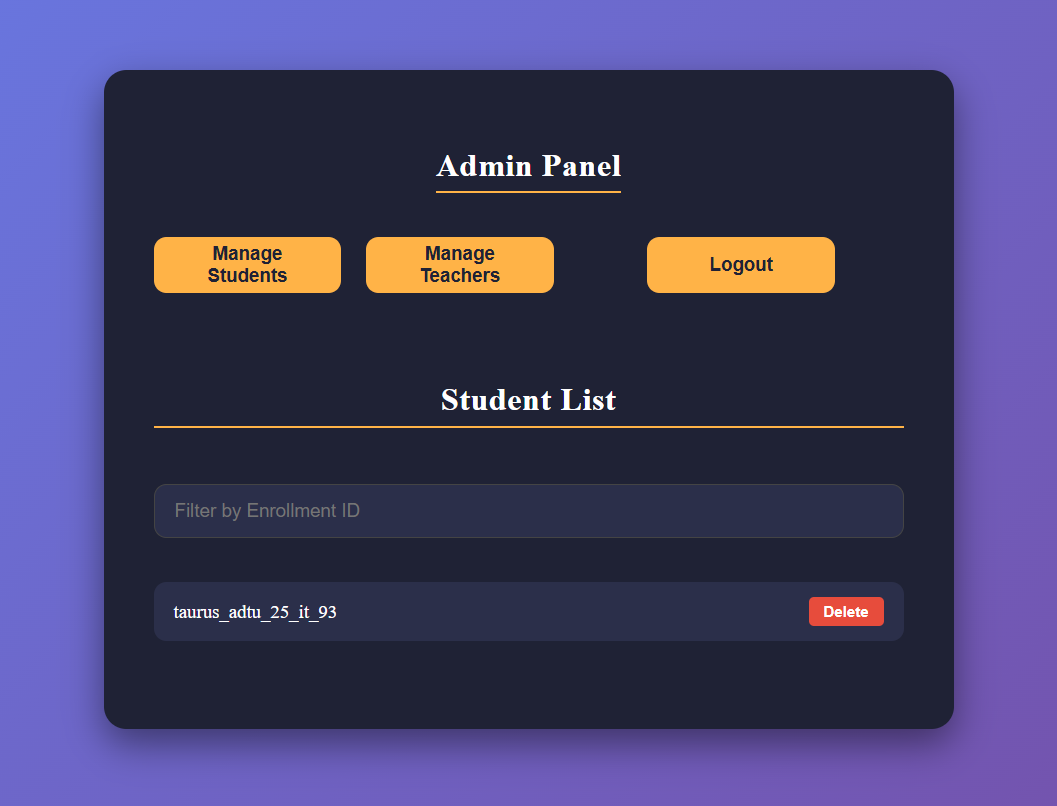 Admin Panel
Manage
Students
Manage
Teachers
Logout
Student List
Filter by Enrollment ID
taurus_adtu_25_it_93
Delete